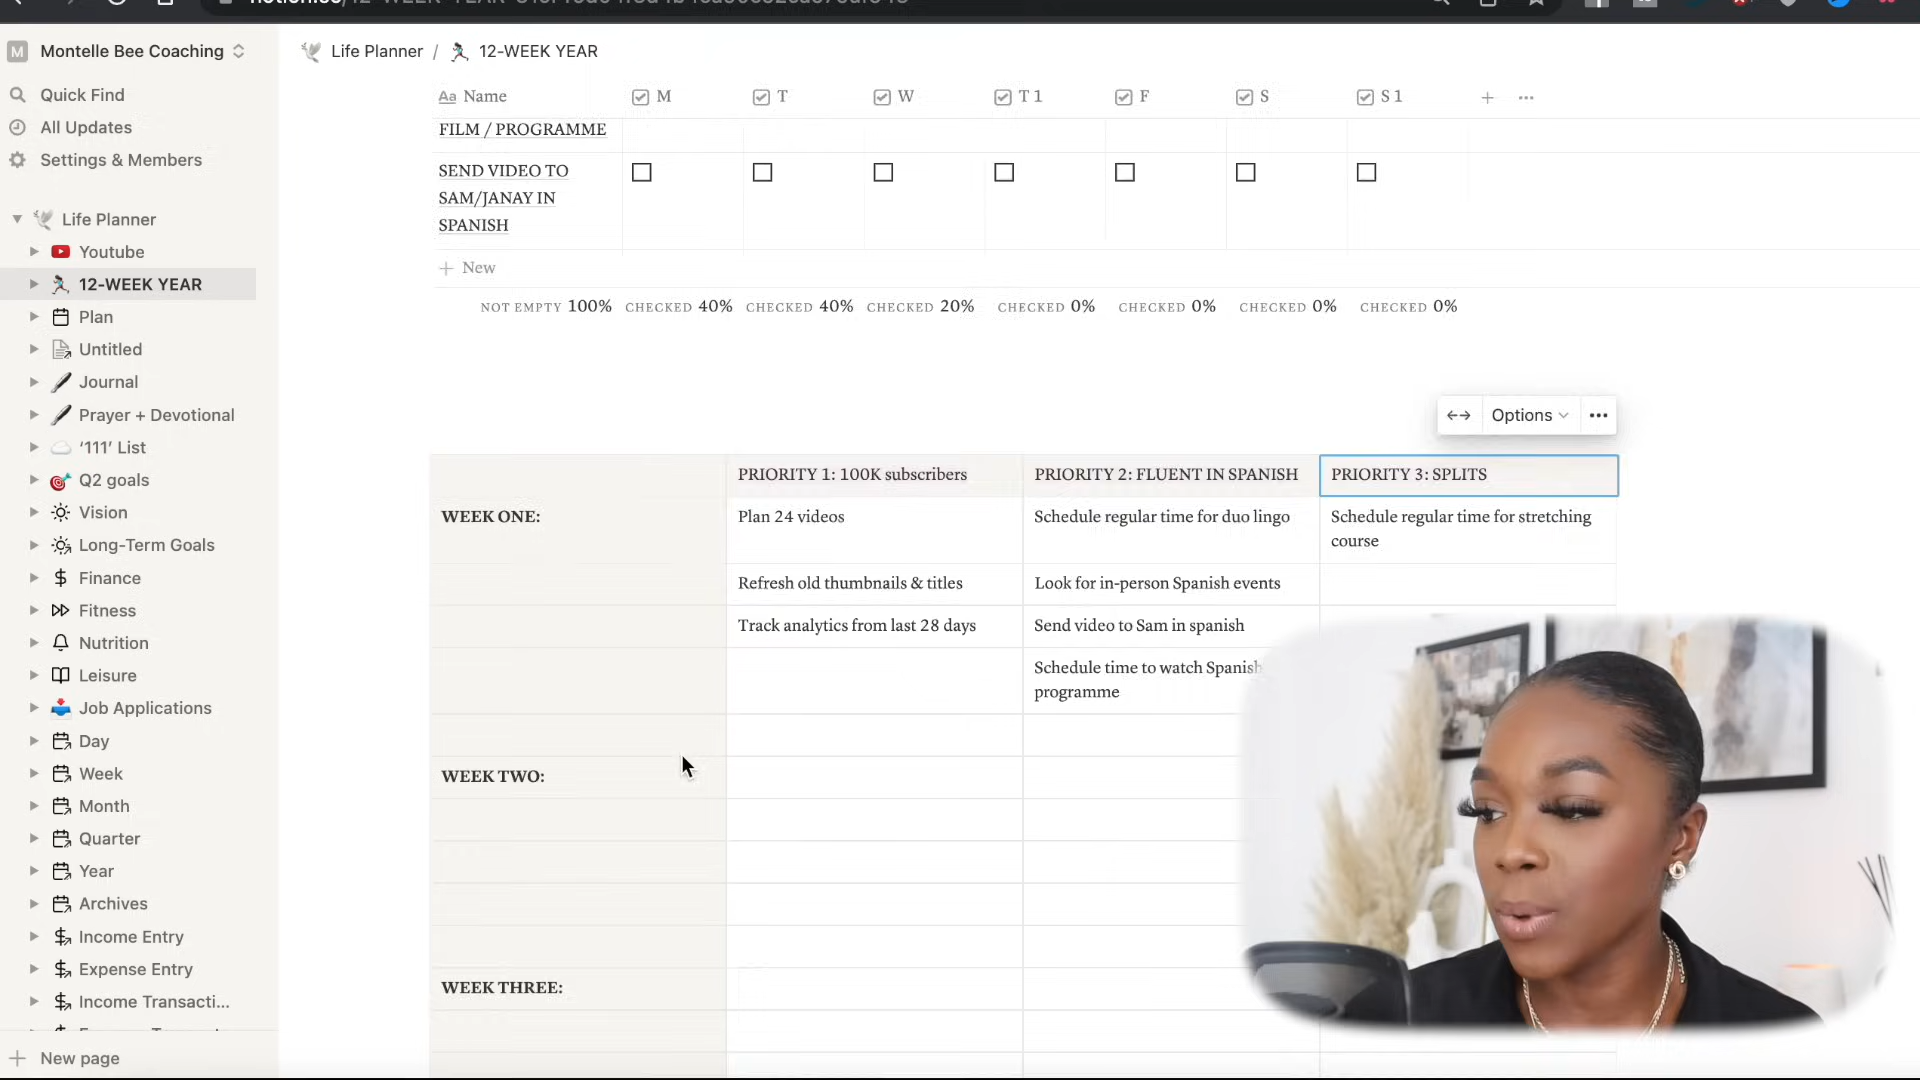 Montelle Bee Coaching
Life Planner / 12-WEEK YEAR
Quick Find
All Updates
Settings & Members
Life Planner
Youtube
12-WEEK YEAR
Plan
Untitled
Journal
Prayer + Devotional
‘111’ List
Q2 goals
Vision
Long-Term Goals
Finance
Fitness
Nutrition
Leisure
Job Applications
Day
Week
Month
Quarter
Year
Archives
Income Entry
Expense Entry
Income Transacti...
New page
Aa Name M T W T 1 F S S 1
FILM / PROGRAMME
SEND VIDEO TO
SAM/JANAY IN
SPANISH
New
NOT EMPTY 100% CHECKED 40% CHECKED 40% CHECKED 20% CHECKED 0% CHECKED 0% CHECKED 0% CHECKED 0%
Options
PRIORITY 1: 100K subscribers PRIORITY 2: FLUENT IN SPANISH PRIORITY 3: SPLITS
WEEK ONE: Plan 24 videos Schedule regular time for duo lingo Schedule regular time for stretching
course
Refresh old thumbnails & titles Look for in-person Spanish events
Track analytics from last 28 days Send video to Sam in spanish
Schedule time to watch Spanish
programme
WEEK TWO:
WEEK THREE: